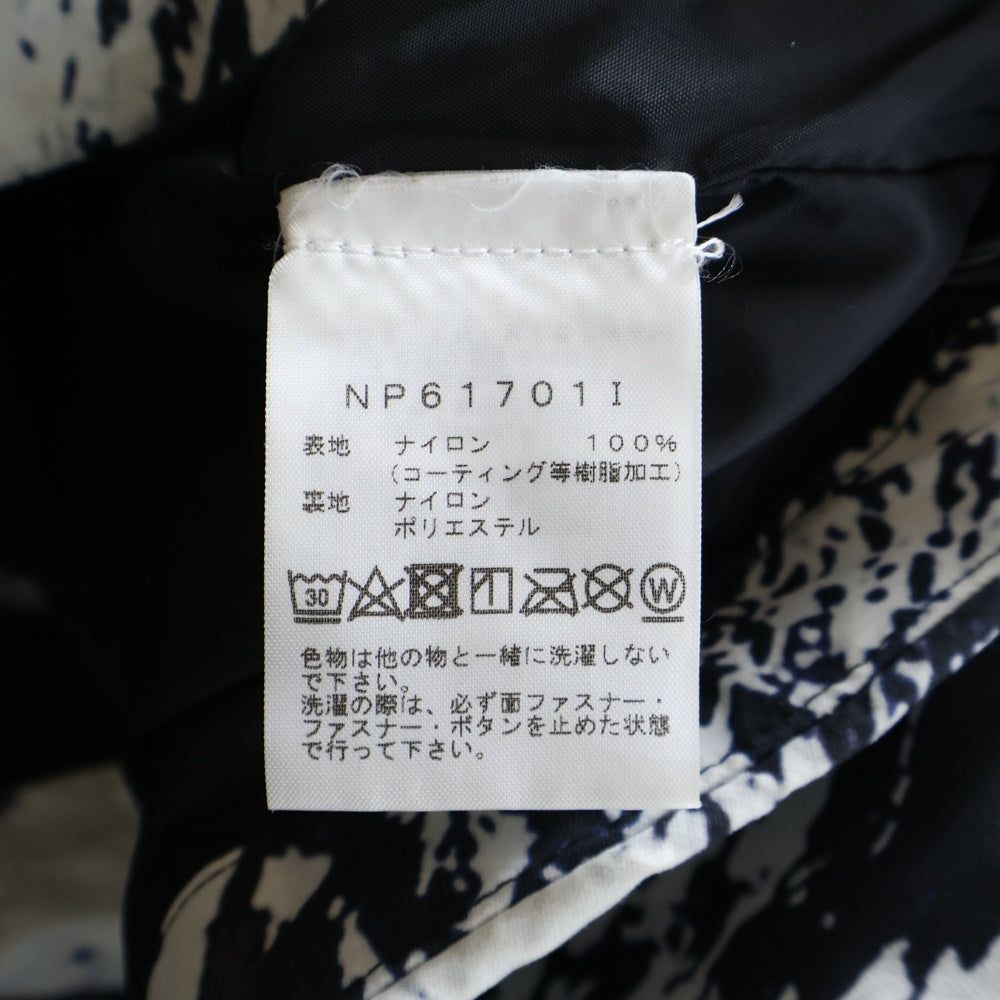 NP61701I
表地 ナイロン 100%
(コーティング等樹脂加工)
裏地 ナイロン
ポリエステル
30 W
色物は他の物と一緒に洗濯しない
で下さい。
洗濯の際は、必ず面ファスナー・
ファスナー・ボタンを止めた状態
で行って下さい。